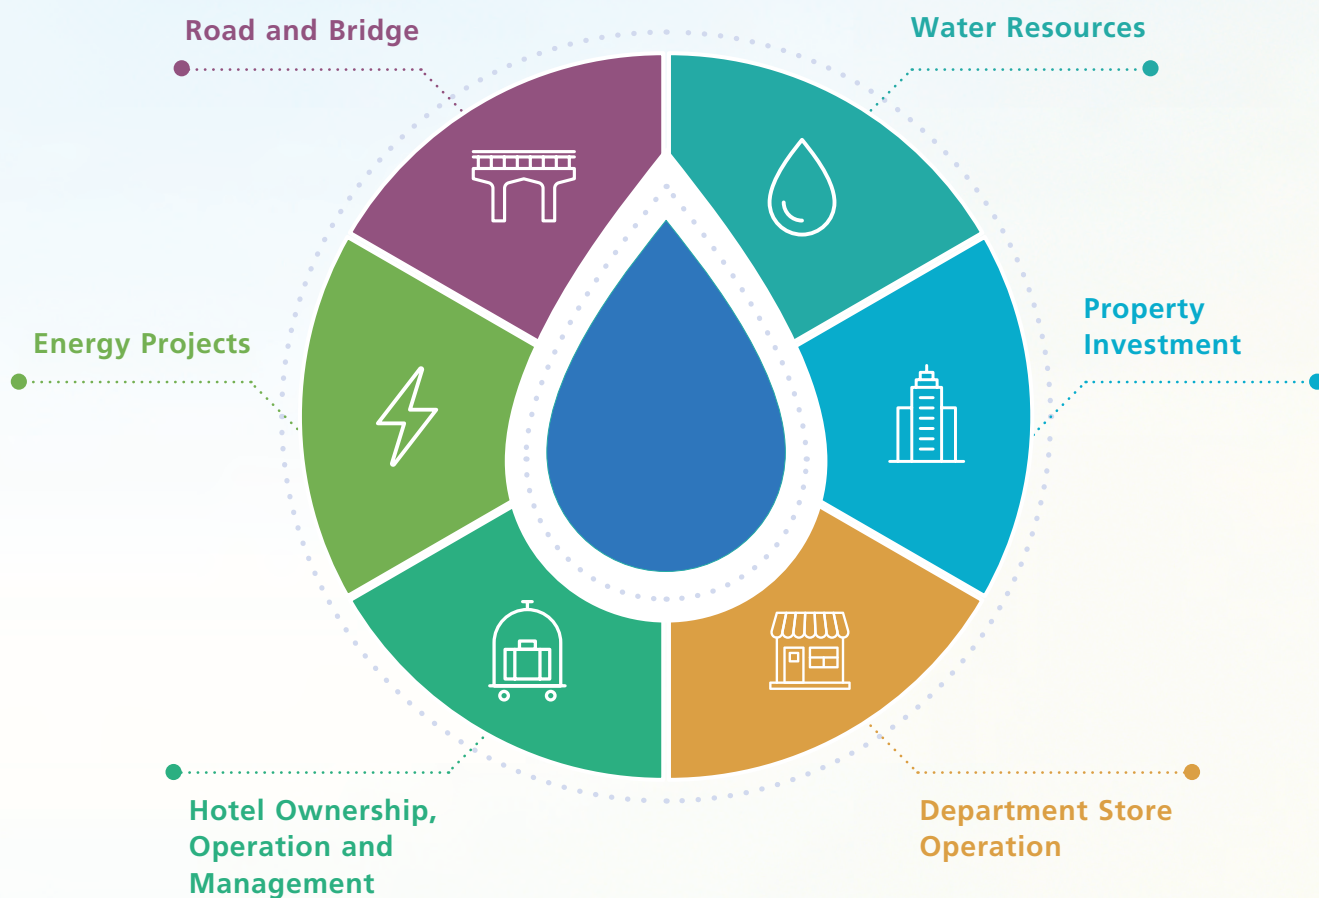 Road and Bridge
Water Resources
Property
Investment
Energy Projects
Hotel Ownership,
Operation and
Management
Department Store
Operation